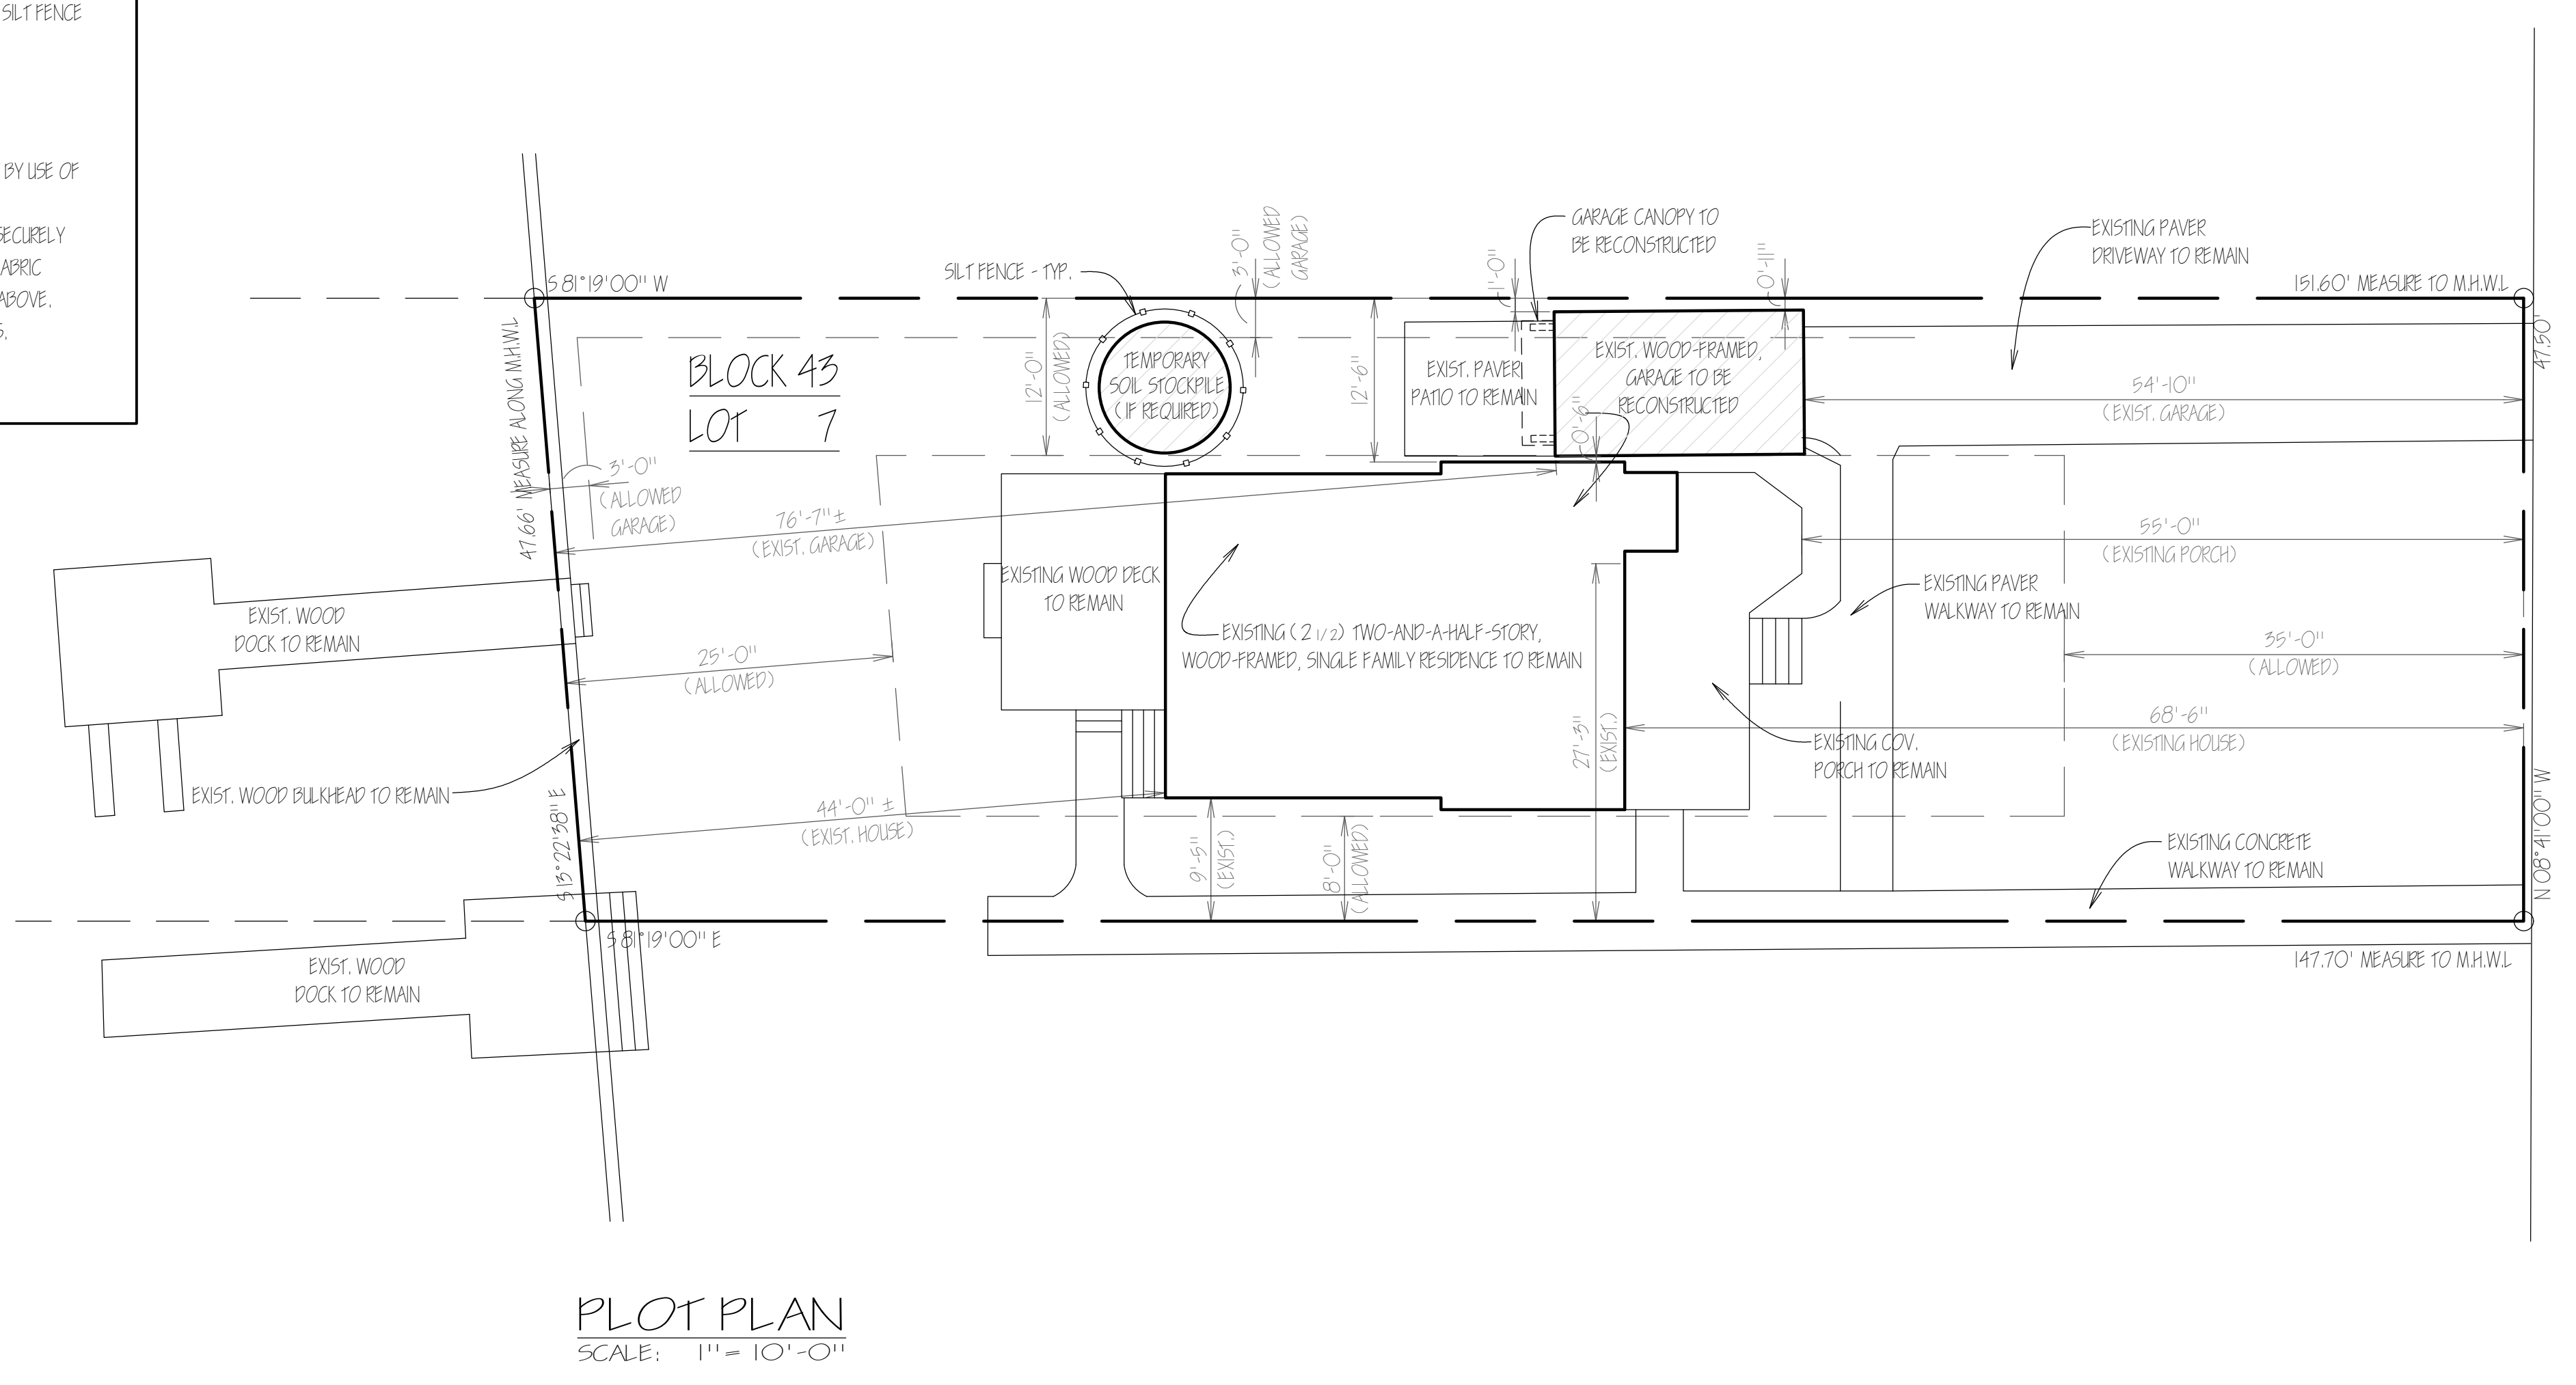 SILT FENCE
BY USE OF
SECURELY
ABRIC
ABOVE.
S.
S 81°19'00" W
SILT FENCE - TYP.
3'-0"
(ALLOWED
GARAGE)
1'-0"
GARAGE CANOPY TO
BE RECONSTRUCTED
0'-11"
EXISTING PAVER
DRIVEWAY TO REMAIN
151.60' MEASURE TO M.H.W.L
47.50'
47.66' MEASURE ALONG M.H.W.L
BLOCK 43
LOT 7
12'-0"
(ALLOWED)
TEMPORARY
SOIL STOCKPILE
(IF REQUIRED)
12'-6"
EXIST. PAVER
PATIO TO REMAIN
EXIST. WOOD-FRAMED,
GARAGE TO BE
RECONSTRUCTED
0'-6"
54'-10"
(EXIST. GARAGE)
3'-0"
(ALLOWED
GARAGE)
76'-7" ±
(EXIST. GARAGE)
55'-0"
(EXISTING PORCH)
EXISTING WOOD DECK
TO REMAIN
EXISTING PAVER
WALKWAY TO REMAIN
EXIST. WOOD
DOCK TO REMAIN
EXISTING (2 1/2) TWO-AND-A-HALF-STORY,
WOOD-FRAMED, SINGLE FAMILY RESIDENCE TO REMAIN
25'-0"
(ALLOWED)
35'-0"
(ALLOWED)
27'-3"
(EXIST.)
68'-6"
(EXISTING HOUSE)
EXISTING COV.
PORCH TO REMAIN
EXIST. WOOD BULKHEAD TO REMAIN
S 13°22'38" E
44'-0" ±
(EXIST. HOUSE)
9'-5"
(EXIST.)
8'-0"
(ALLOWED)
EXISTING CONCRETE
WALKWAY TO REMAIN
N 08°41'00" W
S 81°19'00" E
147.70' MEASURE TO M.H.W.L
EXIST. WOOD
DOCK TO REMAIN
PLOT PLAN
SCALE: 1" = 10'-0"